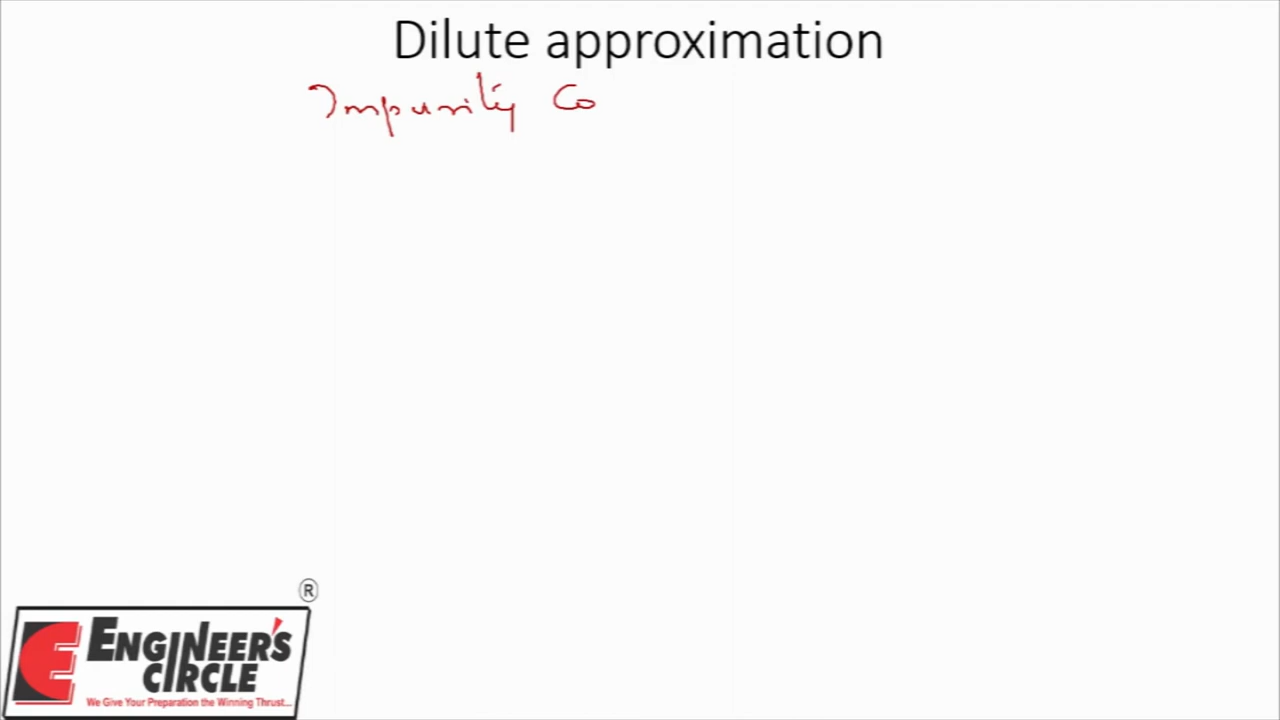 Dilute approximation
Impurity Co
®
ENGINEER'S
CIRCLE
We Give Your Preparation the Winning Thrust...